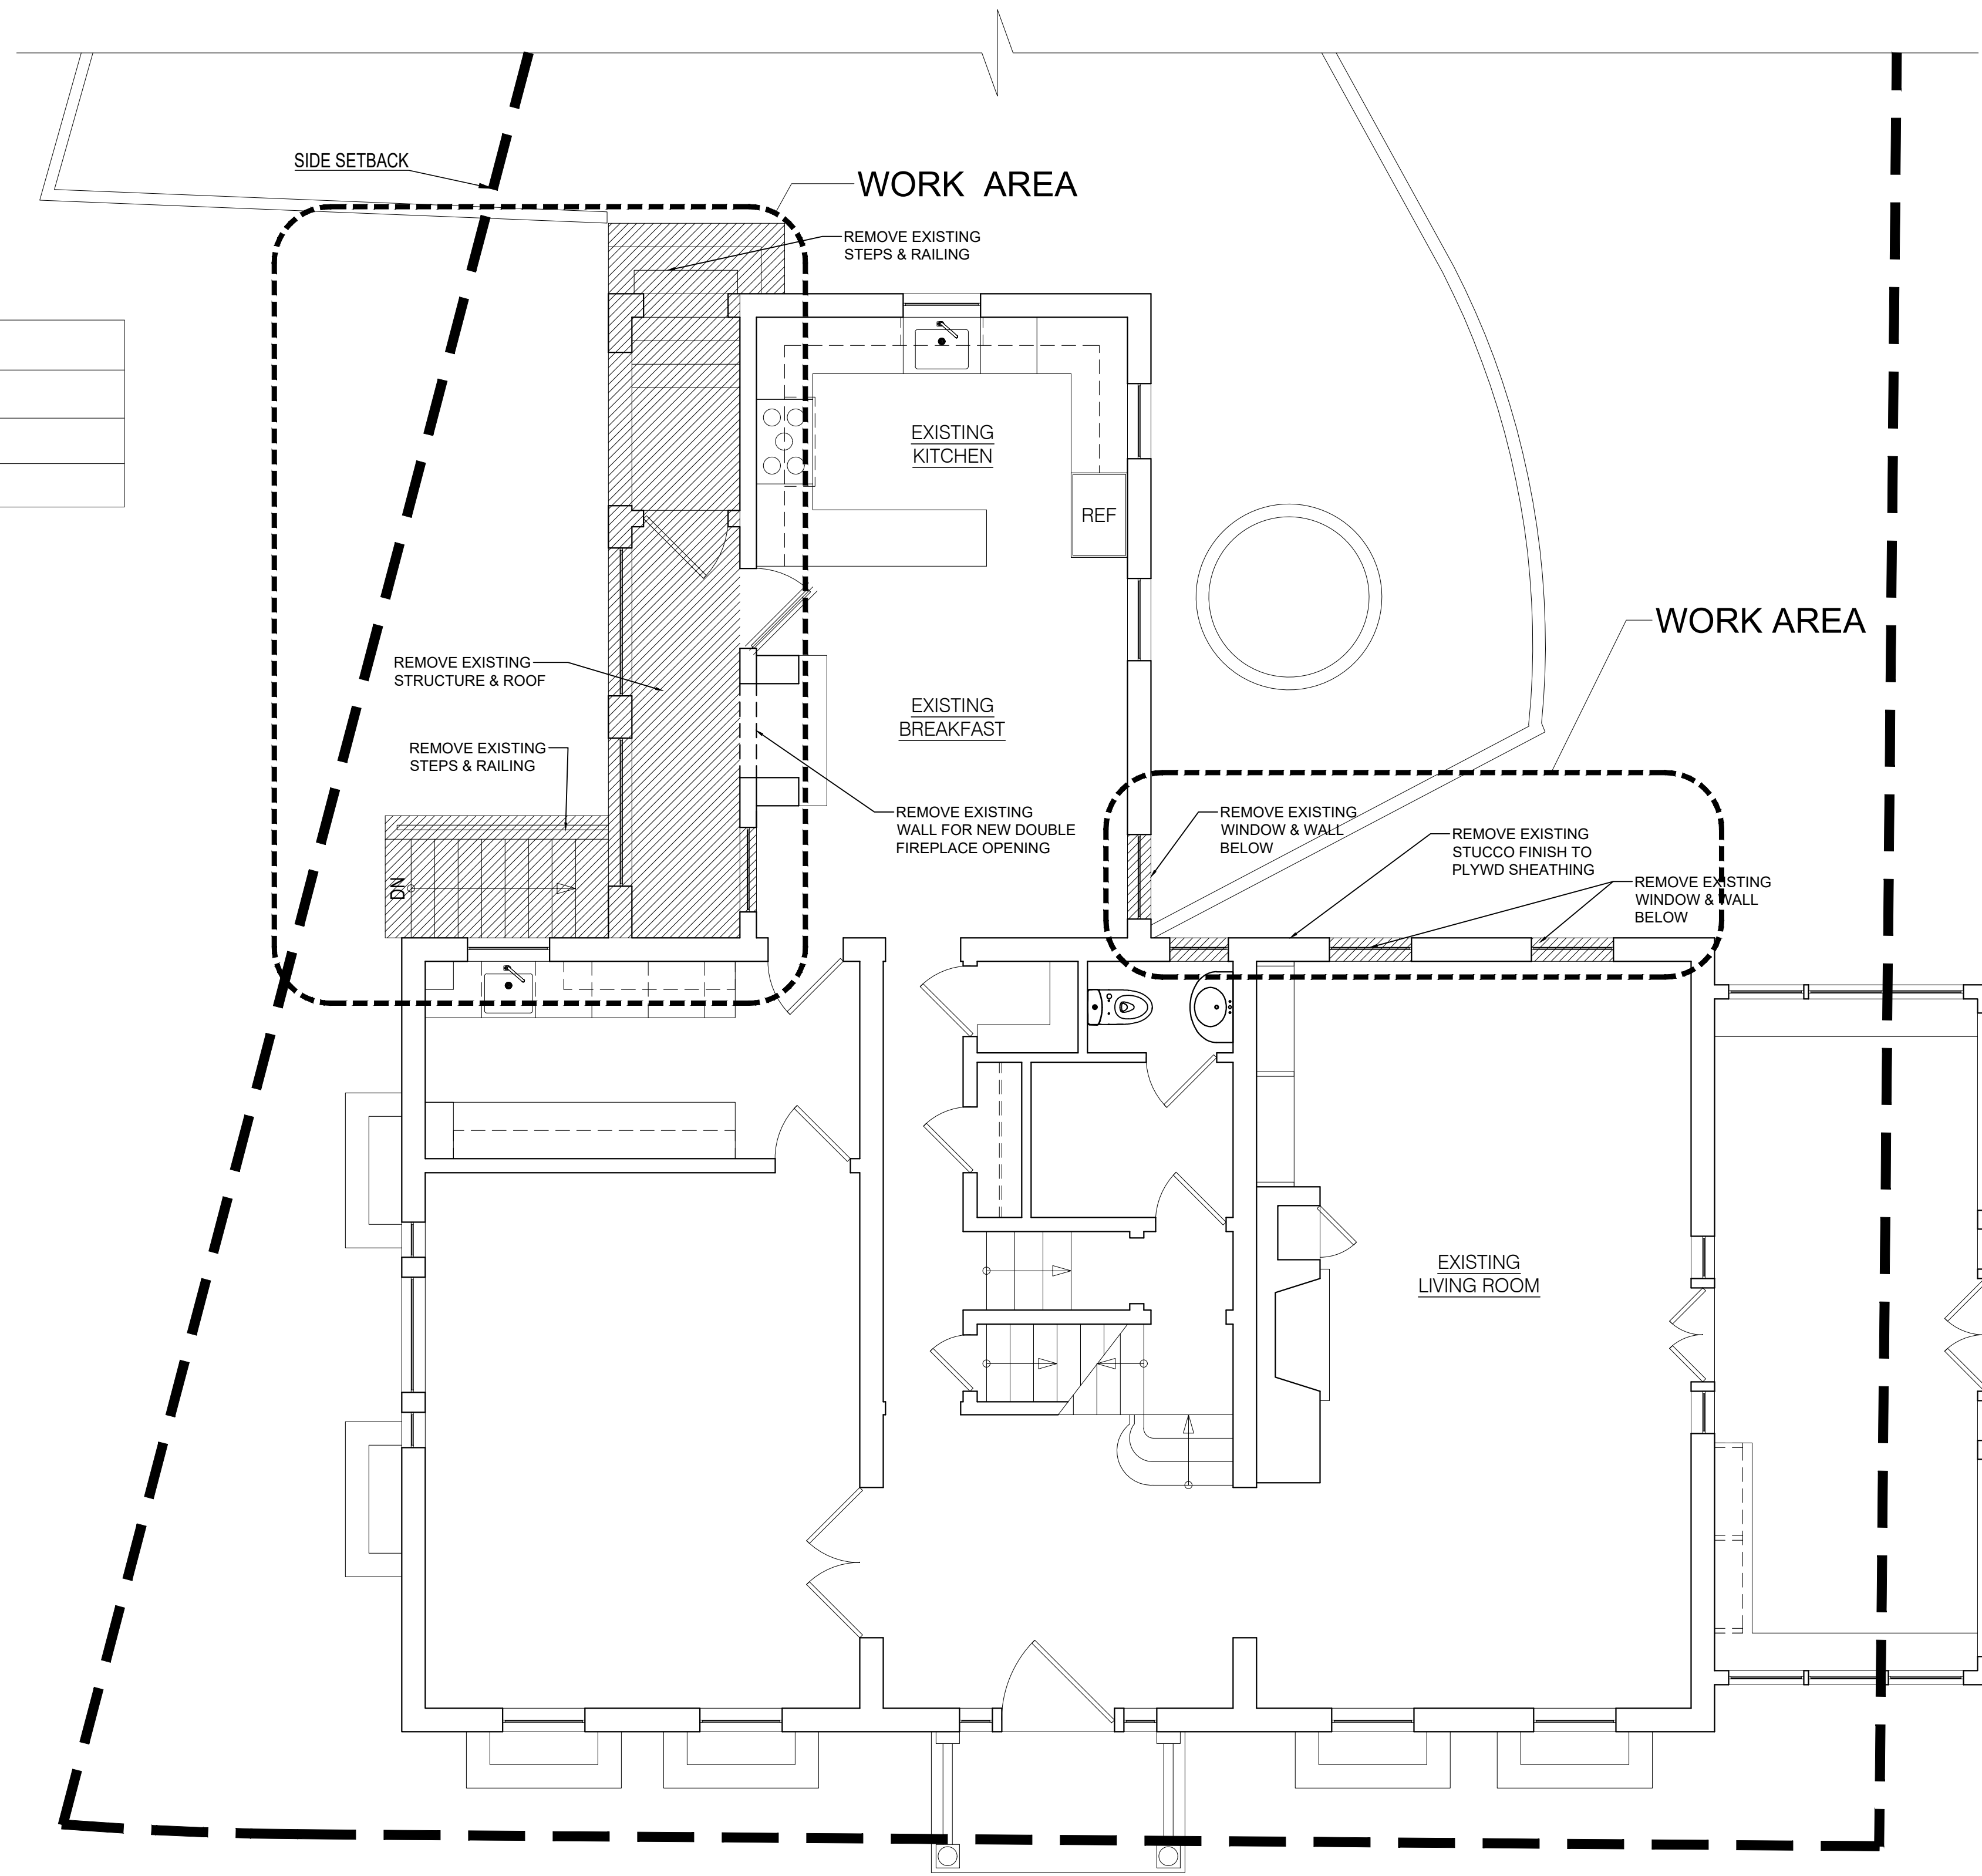 SIDE SETBACK
WORK AREA
REMOVE EXISTING
STEPS & RAILING
EXISTING
KITCHEN
REF
WORK AREA
REMOVE EXISTING
STRUCTURE & ROOF
EXISTING
BREAKFAST
REMOVE EXISTING
STEPS & RAILING
REMOVE EXISTING
WALL FOR NEW DOUBLE
FIREPLACE OPENING
REMOVE EXISTING
WINDOW & WALL
BELOW
REMOVE EXISTING
STUCCO FINISH TO
PLYWD SHEATHING
REMOVE EXISTING
WINDOW & WALL
BELOW
DN
EXISTING
LIVING ROOM